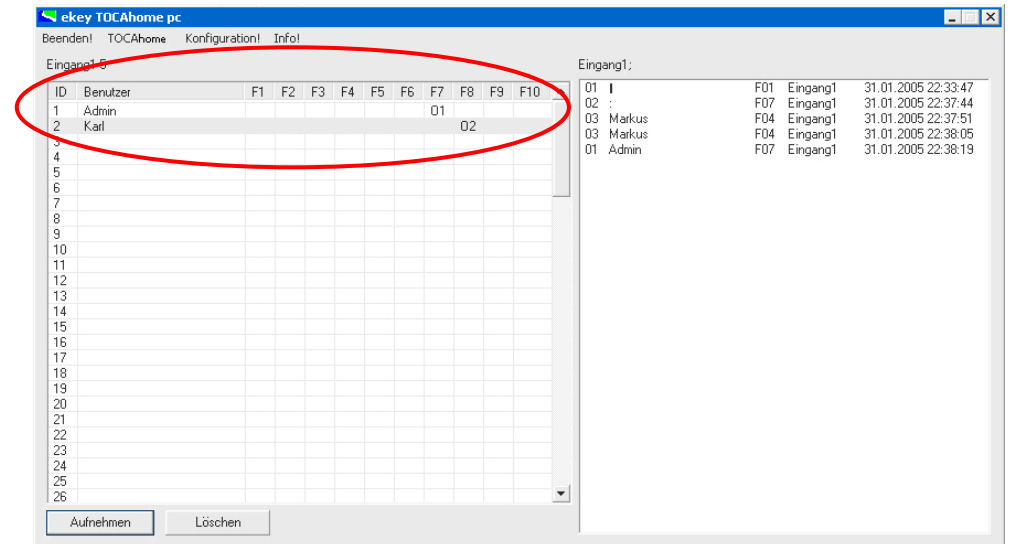 ekey TOCAhome pc
Beenden! TOCAhome Konfiguration! Info!
Eingang1-5
ID Benutzer F1 F2 F3 F4 F5 F6 F7 F8 F9 F10
1 Admin 01
2 Karl 02
3
4
5
6
7
8
9
10
11
12
13
14
15
16
17
18
19
20
21
22
23
24
25
26
Aufnehmen Löschen
Eingang1;
01 I F01 Eingang1 31.01.2005 22:33:47
02 : F07 Eingang1 31.01.2005 22:37:44
03 Markus F04 Eingang1 31.01.2005 22:37:51
03 Markus F04 Eingang1 31.01.2005 22:38:05
01 Admin F07 Eingang1 31.01.2005 22:38:19